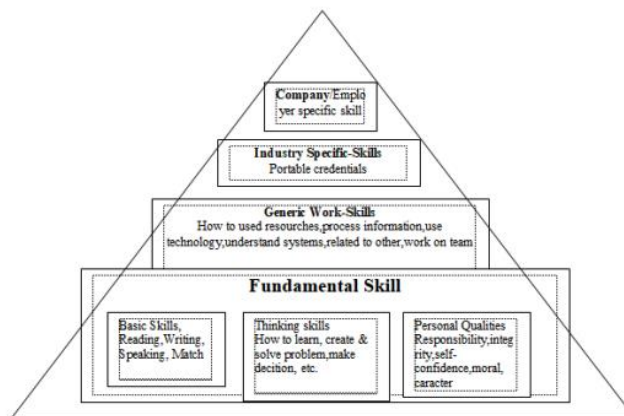 Company/Emplo
yer specific skill
Industry Specific-Skills
Portable credentials
Generic Work-Skills
How to used resourches,process information,use
technology,understand systems,related to other,work on team
Fundamental Skill
Basic Skills,
Reading,Writing,
Speaking, Match
Thinking skills
How to learn, create &
solve problem,make
decition, etc.
Personal Qualities
Responsibility,integ
rity,self-
confidence,moral,
caracter